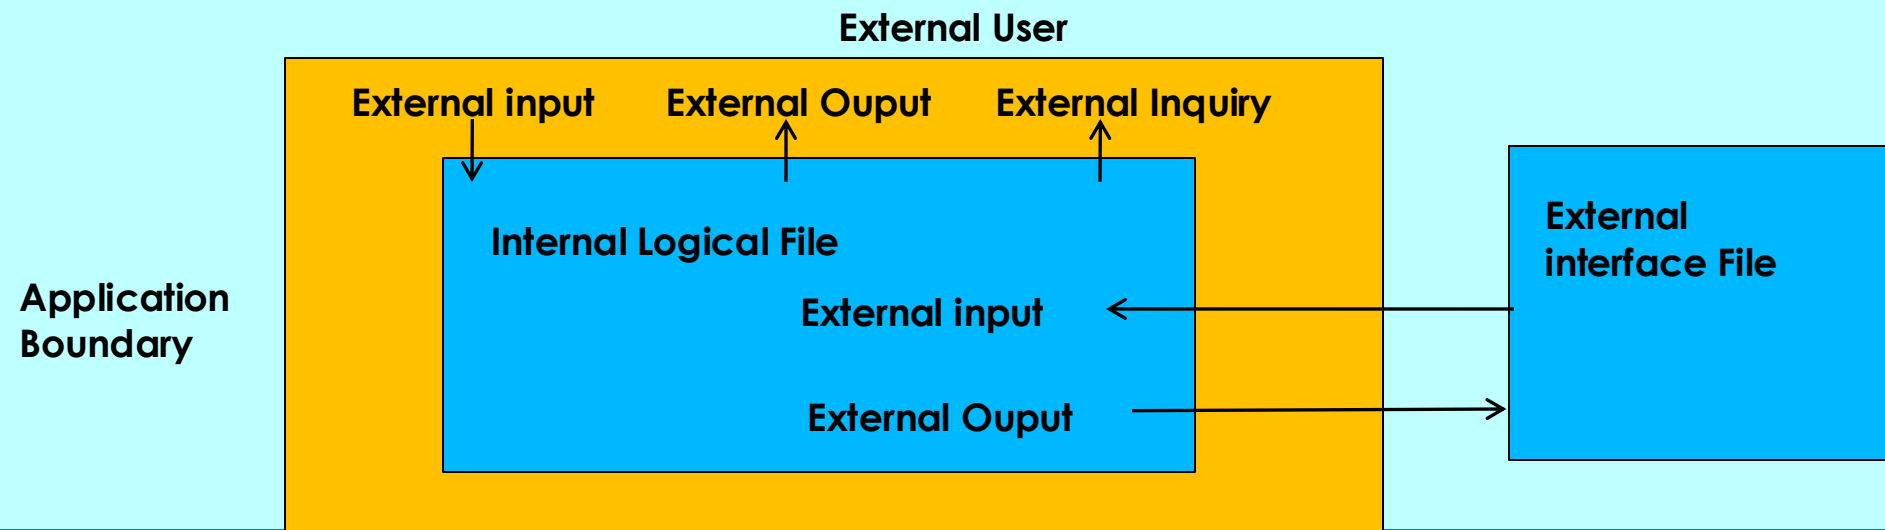 External User
External input
External Ouput
External Inquiry
Internal Logical File
External
interface File
Application
Boundary
External input
External Ouput